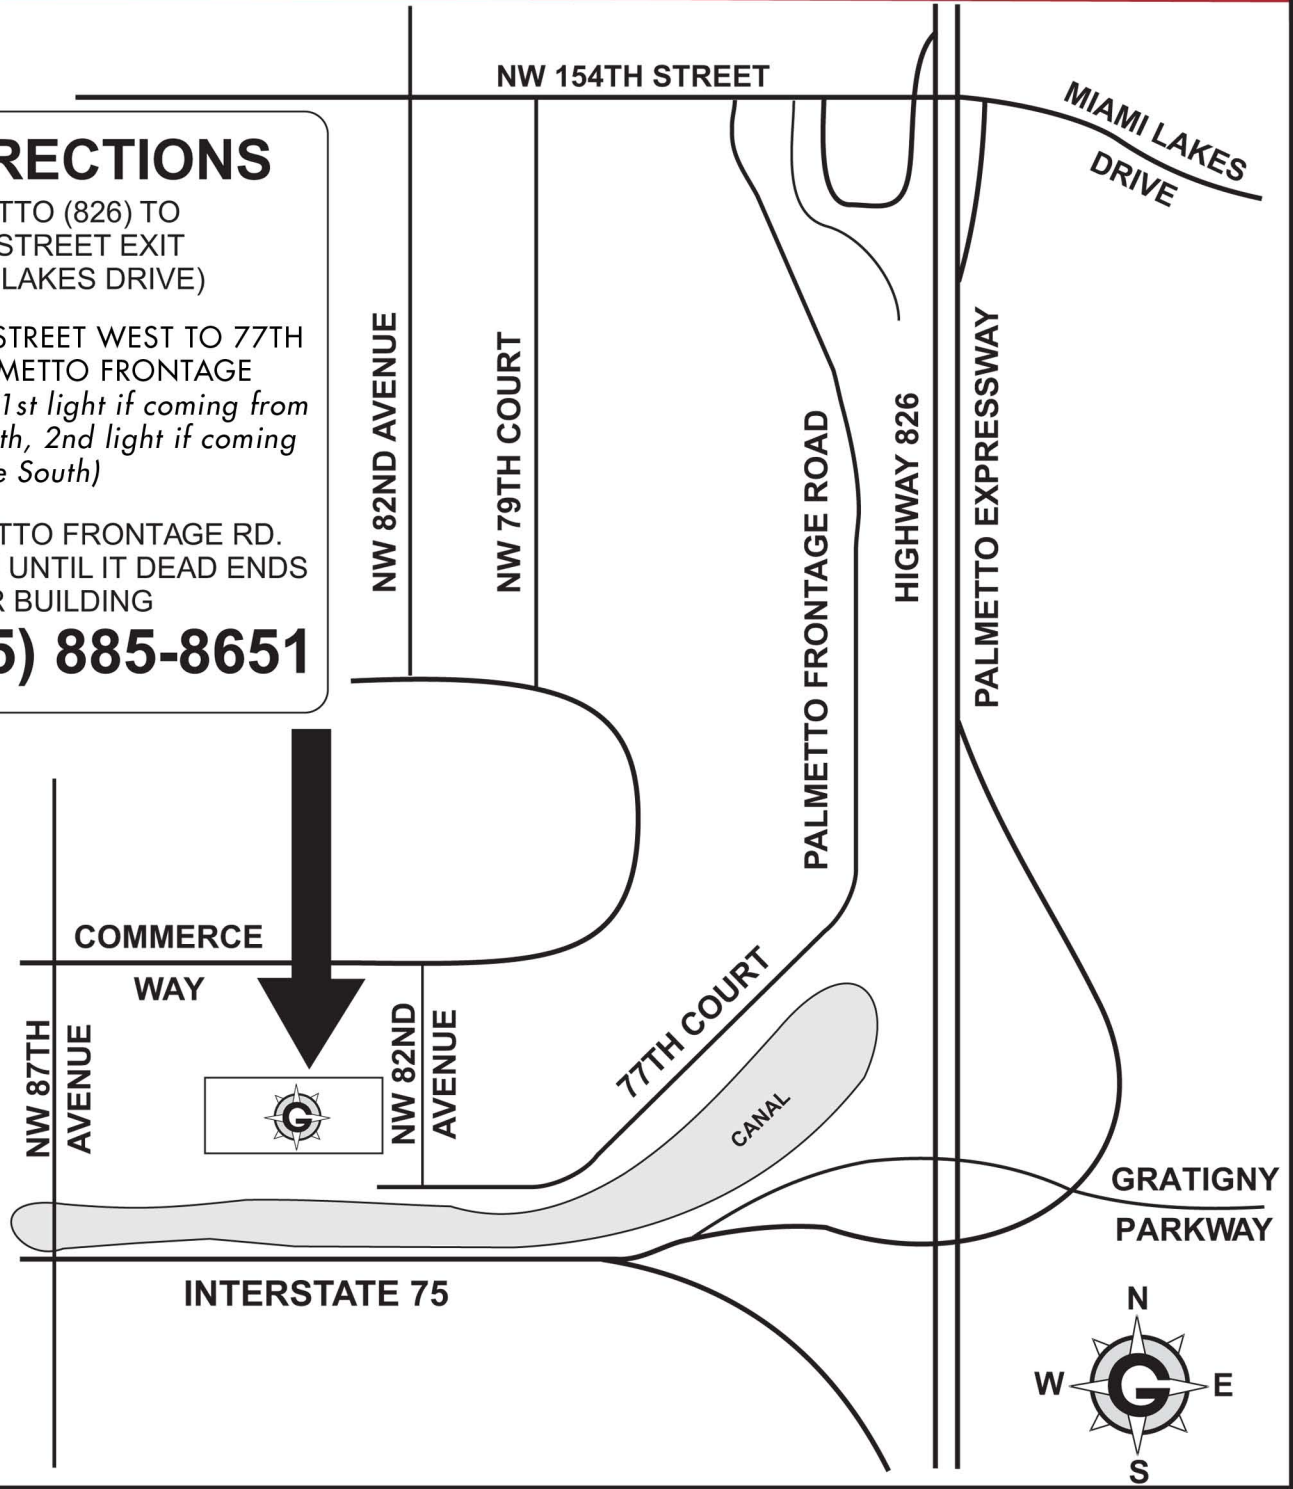 NW 154TH STREET
MIAMI LAKES
DRIVE
RECTIONS
TTO (826) TO
STREET EXIT
LAKES DRIVE)
STREET WEST TO 77TH
METTO FRONTAGE
1st light if coming from
th, 2nd light if coming
e South)
TTO FRONTAGE RD.
UNTIL IT DEAD ENDS
R BUILDING
5) 885-8651
NW 82ND AVENUE
NW 79TH COURT
PALMETTO FRONTAGE ROAD
HIGHWAY 826
PALMETTO EXPRESSWAY
COMMERCE
WAY
NW 87TH
AVENUE
G
NW 82ND
AVENUE
77TH COURT
CANAL
GRATIGNY
PARKWAY
INTERSTATE 75
N
W G E
S